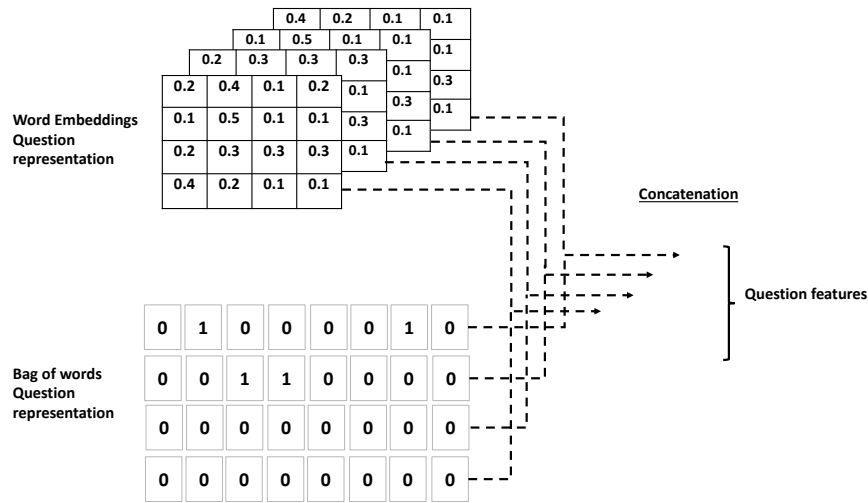 0.4 0.2 0.1 0.1
0.1 0.5 0.1 0.1
0.1
0.2 0.3 0.3 0.3
0.1
0.3
0.2 0.4 0.1 0.2
0.1
0.3
0.1
0.1 0.5 0.1 0.1
0.3
0.1
0.2 0.3 0.3 0.3
0.1
0.4 0.2 0.1 0.1
Word Embeddings
Question
representation
Concatenation
Question features
0 1 0 0 0 0 1 0
0 0 1 1 0 0 0 0
0 0 0 0 0 0 0 0
0 0 0 0 0 0 0 0
Bag of words
Question
representation